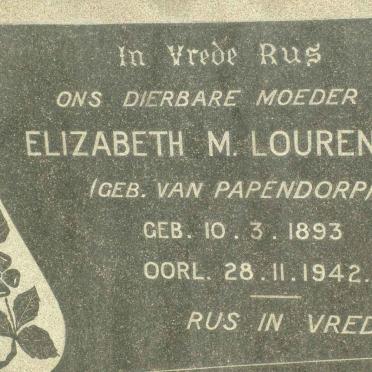 In Vrede Rus
ONS DIERBARE MOEDER
ELIZABETH M. LOUREN
(GEB. VAN PAPENDORP)
GEB. 10.3.1893
OORL. 28.11.1942.
RUS IN VRED